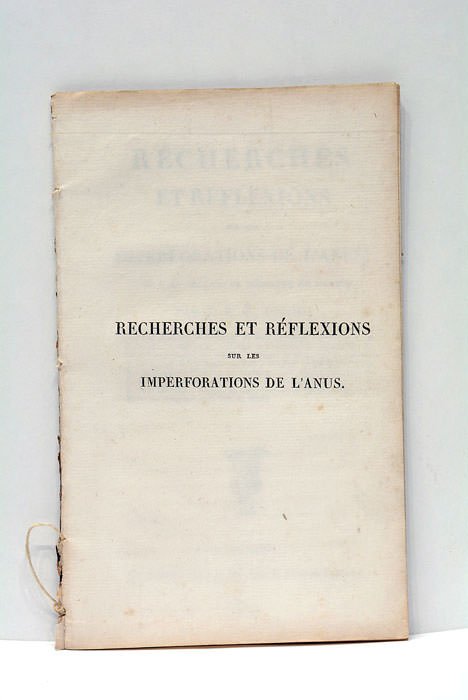 RECHERCHES ET RÉFLEXIONS
SUR LES
IMPERFORATIONS DE L'ANUS.